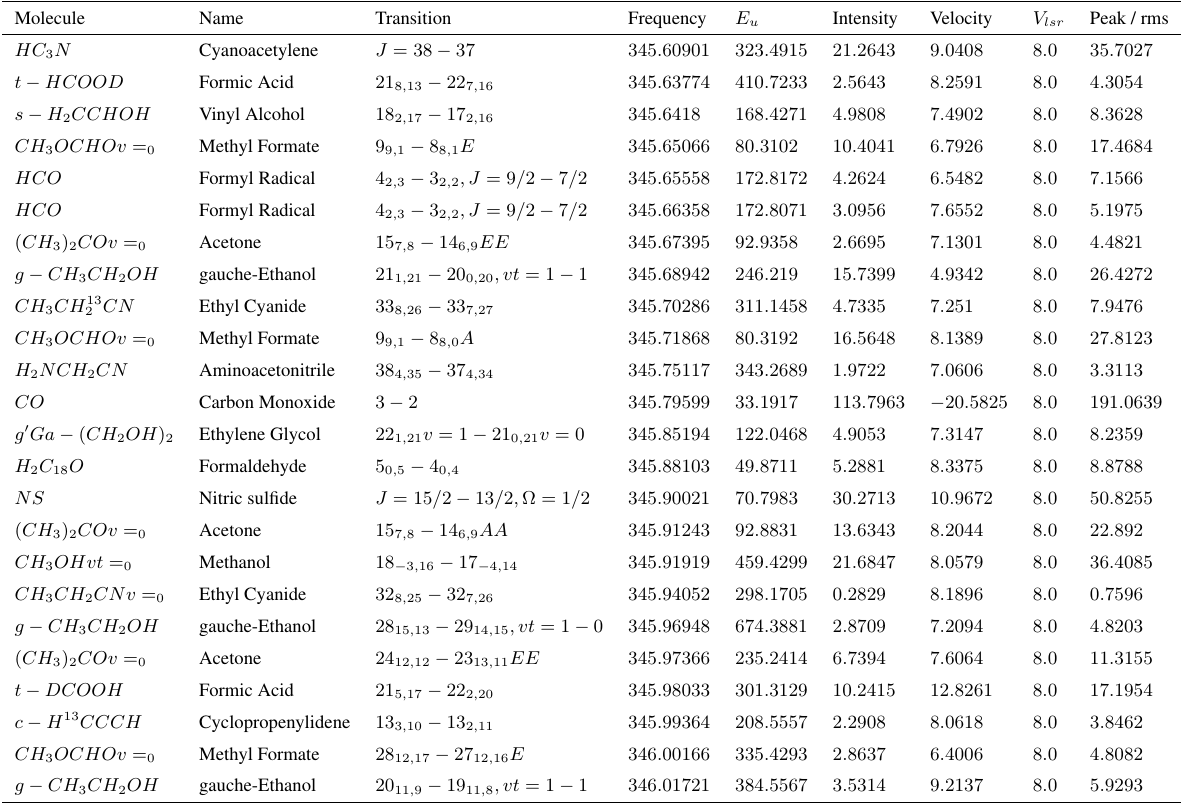 Molecule Name Transition Frequency E_u Intensity Velocity V_lsr Peak / rms
HC_3N Cyanoacetylene J = 38 − 37 345.60901 323.4915 21.2643 9.0408 8.0 35.7027
t − HCOOD Formic Acid 21_{8,13} − 22_{7,16} 345.63774 410.7233 2.5643 8.2591 8.0 4.3054
s − H_2CCHOH Vinyl Alcohol 18_{2,17} − 17_{2,16} 345.6418 168.4271 4.9808 7.4902 8.0 8.3628
CH_3OCHOv =_0 Methyl Formate 9_{9,1} − 8_{8,1}E 345.65066 80.3102 10.4041 6.7926 8.0 17.4684
HCO Formyl Radical 4_{2,3} − 3_{2,2}, J = 9/2 − 7/2 345.65558 172.8172 4.2624 6.5482 8.0 7.1566
HCO Formyl Radical 4_{2,3} − 3_{2,2}, J = 9/2 − 7/2 345.66358 172.8071 3.0956 7.6552 8.0 5.1975
(CH_3)_2COv =_0 Acetone 15_{7,8} − 14_{6,9}EE 345.67395 92.9358 2.6695 7.1301 8.0 4.4821
g − CH_3CH_2OH gauche-Ethanol 21_{1,21} − 20_{0,20}, vt = 1 − 1 345.68942 246.219 15.7399 4.9342 8.0 26.4272
CH_3CH_2^{13}CN Ethyl Cyanide 33_{8,26} − 33_{7,27} 345.70286 311.1458 4.7335 7.251 8.0 7.9476
CH_3OCHOv =_0 Methyl Formate 9_{9,1} − 8_{8,0}A 345.71868 80.3192 16.5648 8.1389 8.0 27.8123
H_2NCH_2CN Aminoacetonitrile 38_{4,35} − 37_{4,34} 345.75117 343.2689 1.9722 7.0606 8.0 3.3113
CO Carbon Monoxide 3 − 2 345.79599 33.1917 113.7963 −20.5825 8.0 191.0639
g′Ga − (CH_2OH)_2 Ethylene Glycol 22_{1,21}v = 1 − 21_{0,21}v = 0 345.85194 122.0468 4.9053 7.3147 8.0 8.2359
H_2C_{18}O Formaldehyde 5_{0,5} − 4_{0,4} 345.88103 49.8711 5.2881 8.3375 8.0 8.8788
NS Nitric sulfide J = 15/2 − 13/2, Ω = 1/2 345.90021 70.7983 30.2713 10.9672 8.0 50.8255
(CH_3)_2COv =_0 Acetone 15_{7,8} − 14_{6,9}AA 345.91243 92.8831 13.6343 8.2044 8.0 22.892
CH_3OHvt =_0 Methanol 18_{−3,16} − 17_{−4,14} 345.91919 459.4299 21.6847 8.0579 8.0 36.4085
CH_3CH_2CNv =_0 Ethyl Cyanide 32_{8,25} − 32_{7,26} 345.94052 298.1705 0.2829 8.1896 8.0 0.7596
g − CH_3CH_2OH gauche-Ethanol 28_{15,13} − 29_{14,15}, vt = 1 − 0 345.96948 674.3881 2.8709 7.2094 8.0 4.8203
(CH_3)_2COv =_0 Acetone 24_{12,12} − 23_{13,11}EE 345.97366 235.2414 6.7394 7.6064 8.0 11.3155
t − DCOOH Formic Acid 21_{5,17} − 22_{2,20} 345.98033 301.3129 10.2415 12.8261 8.0 17.1954
c − H^{13}CCCH Cyclopropenylidene 13_{3,10} − 13_{2,11} 345.99364 208.5557 2.2908 8.0618 8.0 3.8462
CH_3OCHOv =_0 Methyl Formate 28_{12,17} − 27_{12,16}E 346.00166 335.4293 2.8637 6.4006 8.0 4.8082
g − CH_3CH_2OH gauche-Ethanol 20_{11,9} − 19_{11,8}, vt = 1 − 1 346.01721 384.5567 3.5314 9.2137 8.0 5.9293